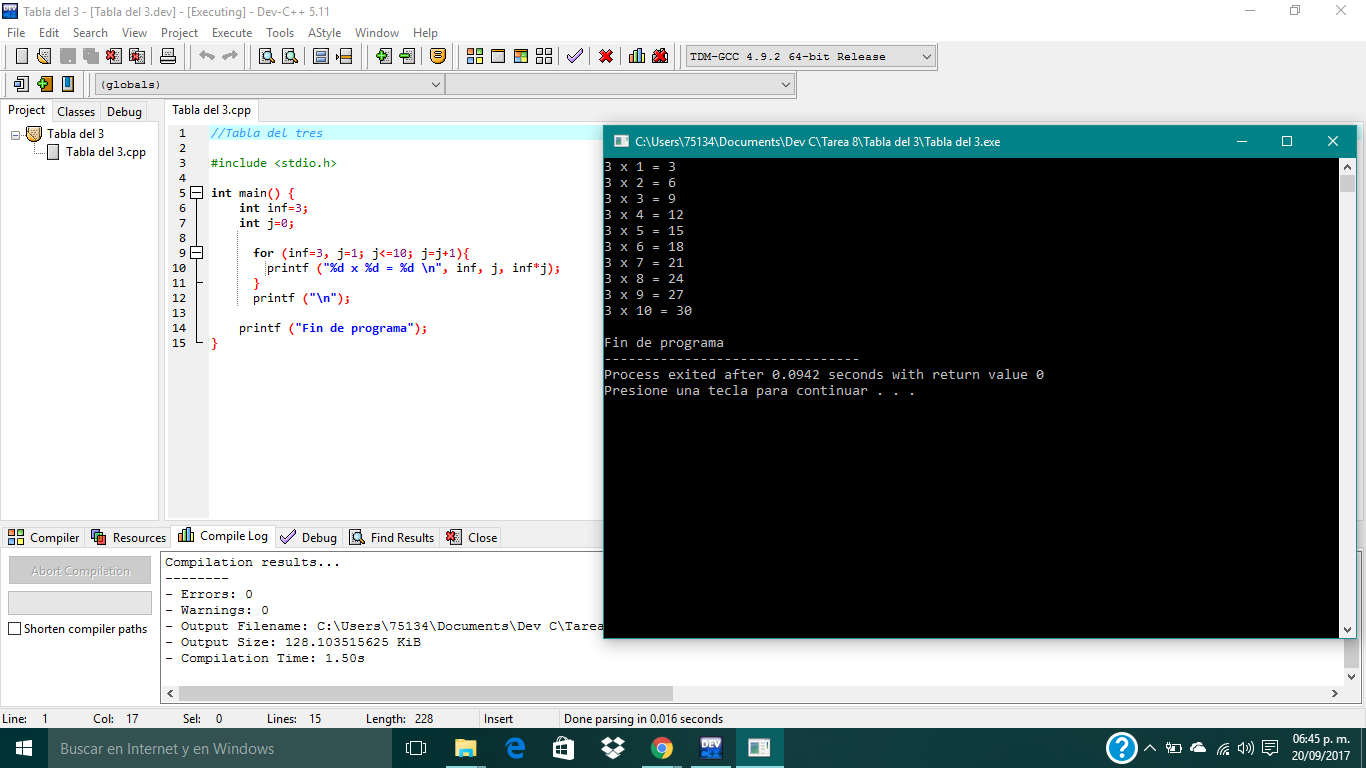 Tabla del 3 - [Tabla del 3.dev] - [Executing] - Dev-C++ 5.11
File Edit Search View Project Execute Tools AStyle Window Help
TDM-GCC 4.9.2 64-bit Release
(globals)
Project Classes Debug
Tabla del 3
Tabla del 3.cpp
Tabla del 3.cpp
1 //Tabla del tres
2
3 #include <stdio.h>
4
5 int main() {
6 int inf=3;
7 int j=0;
8
9 for (inf=3, j=1; j<=10; j=j+1){
10 printf ("%d x %d = %d \n", inf, j, inf*j);
11 }
12 printf ("\n");
13
14 printf ("Fin de programa");
15 }
C:\Users\75134\Documents\Dev C\Tarea 8\Tabla del 3\Tabla del 3.exe
3 x 1 = 3
3 x 2 = 6
3 x 3 = 9
3 x 4 = 12
3 x 5 = 15
3 x 6 = 18
3 x 7 = 21
3 x 8 = 24
3 x 9 = 27
3 x 10 = 30
Fin de programa
--------------------------------
Process exited after 0.0942 seconds with return value 0
Presione una tecla para continuar . . .
Compiler Resources Compile Log Debug Find Results Close
Abort Compilation
Shorten compiler paths
Compilation results...
--------
- Errors: 0
- Warnings: 0
- Output Filename: C:\Users\75134\Documents\Dev C\Tarea
- Output Size: 128.103515625 KiB
- Compilation Time: 1.50s
Line: 1 Col: 17 Sel: 0 Lines: 15 Length: 228 Insert Done parsing in 0.016 seconds
Buscar en Internet y en Windows
DEV
06:45 p. m.
20/09/2017